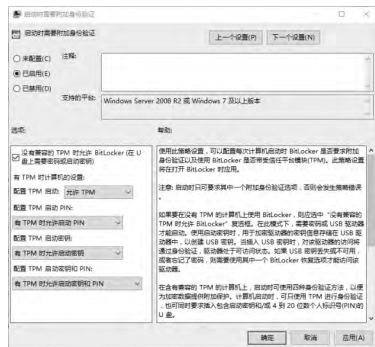 启动时需要附加身份验证
启动时需要附加身份验证
上一个设置(P)
下一个设置(N)
未配置(C)
注释:
已启用(E)
已禁用(D)
支持的平台:
Windows Server 2008 R2 或 Windows 7 及以上版本
选项:
帮助:
没有兼容的 TPM 时允许 BitLocker (在 U
盘上需要密码或启动密钥)
有 TPM 时计算机的设置:
配置 TPM 启动:
允许 TPM
配置 TPM 启动 PIN:
有 TPM 时允许启动 PIN
配置 TPM 启动密钥:
有 TPM 时允许启动密钥
配置 TPM 启动密钥和 PIN:
有 TPM 时允许启动密钥和 PIN
使用此策略设置，可以配置每次计算机启动时 BitLocker 是否要求附加
身份验证以及使用 BitLocker 是否带受信任平台模块(TPM)。此策略设置
将在打开 BitLocker 时应用。
注意: 启动时只可要求其中一个附加身份验证选项，否则会发生策略错误
。
如果要在没有 TPM 的计算机上使用 BitLocker，则应选中“没有兼容的
TPM 时允许 BitLocker”复选框。在此模式下，需要密码或 USB 驱动器
才能启动。使用启动密钥时，用于加密驱动器的密钥信息存储在 USB 驱
动器中，以创建 USB 密钥。当插入 USB 密钥时，对该驱动器的访问将
通过身份验证，驱动器处于可访问状态。如果 USB 密钥丢失或不可用，
或者忘记了密码，则需要使用其中一个 BitLocker 恢复选项才能访问该
驱动器。
在含有兼容的 TPM 的计算机上，启动时可使用四种身份验证方法，以便
为加密数据提供附加保护。计算机启动时，可只使用 TPM 进行身份验证
，也可同时要求插入包含启动密钥和/或 4 到 20 位数个人标识号(PIN)的
U 盘。
确定
取消
应用(A)